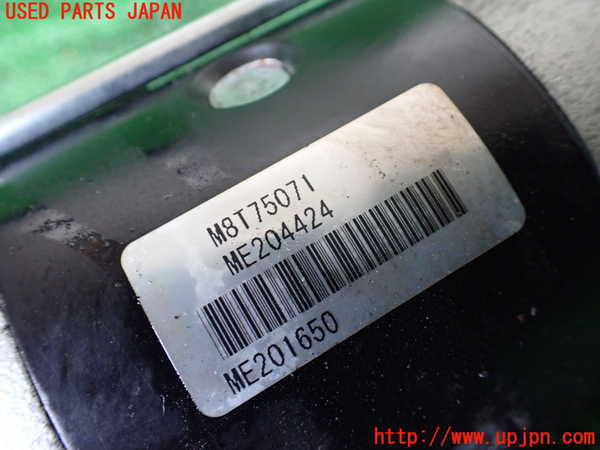 USED PARTS JAPAN
M8T75071
ME204424
ME201650
http://www.upjpn.com/